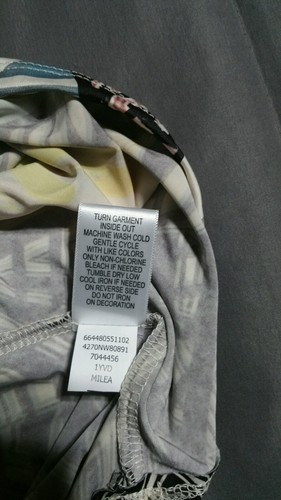 TURN GARMENT
INSIDE OUT
MACHINE WASH COLD
GENTLE CYCLE
WITH LIKE COLORS
ONLY NON-CHLORINE
BLEACH IF NEEDED
TUMBLE DRY LOW
COOL IRON IF NEEDED
ON REVERSE SIDE
DO NOT IRON
ON DECORATION
664480551102
4270NW80891
7044456
1YVD
MILEA